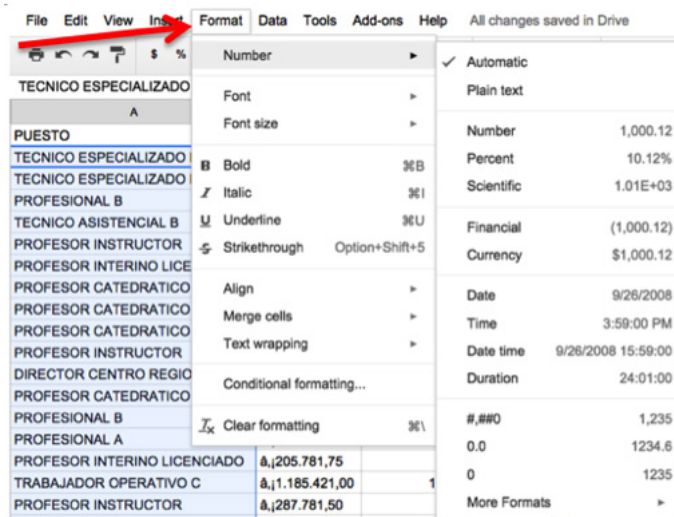 File Edit View Insert Format Data Tools Add-ons Help All changes saved in Drive
$ %
TECNICO ESPECIALIZADO
A
PUESTO
TECNICO ESPECIALIZADO
TECNICO ESPECIALIZADO
PROFESIONAL B
TECNICO ASISTENCIAL B
PROFESOR INSTRUCTOR
PROFESOR INTERINO LICE
PROFESOR CATEDRATICO
PROFESOR CATEDRATICO
PROFESOR CATEDRATICO
PROFESOR INSTRUCTOR
DIRECTOR CENTRO REGIO
PROFESOR CATEDRATICO
PROFESIONAL B
PROFESIONAL A
PROFESOR INTERINO LICENCIADO â‚¡205.781,75
TRABAJADOR OPERATIVO C â‚¡1.185.421,00 1
PROFESOR INSTRUCTOR â‚¡287.781,50
Number
Font
Font size
B Bold ⌘B
I Italic ⌘I
U Underline ⌘U
S Strikethrough Option+Shift+5
Align
Merge cells
Text wrapping
Conditional formatting...
Clear formatting ⌘\
Automatic
Plain text
Number 1,000.12
Percent 10.12%
Scientific 1.01E+03
Financial (1,000.12)
Currency $1,000.12
Date 9/26/2008
Time 3:59:00 PM
Date time 9/26/2008 15:59:00
Duration 24:01:00
#,##0 1,235
0.0 1234.6
0 1235
More Formats